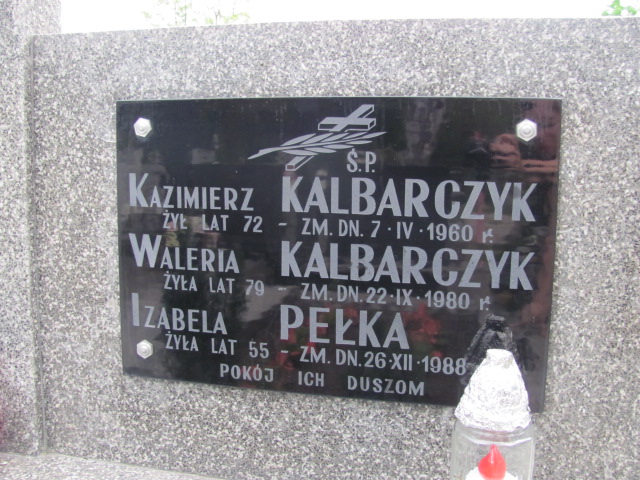 Ś.P.
KAZIMIERZ KALBARCZYK
ŻYŁ LAT 72 - ZM. DN. 7·IV·1960 r.
WALERIA KALBARCZYK
ŻYŁA LAT 79 - ZM. DN. 22·IX·1980 r.
IZABELA PEŁKA
ŻYŁA LAT 55 - ZM. DN. 26·XII·1988
POKÓJ ICH DUSZOM